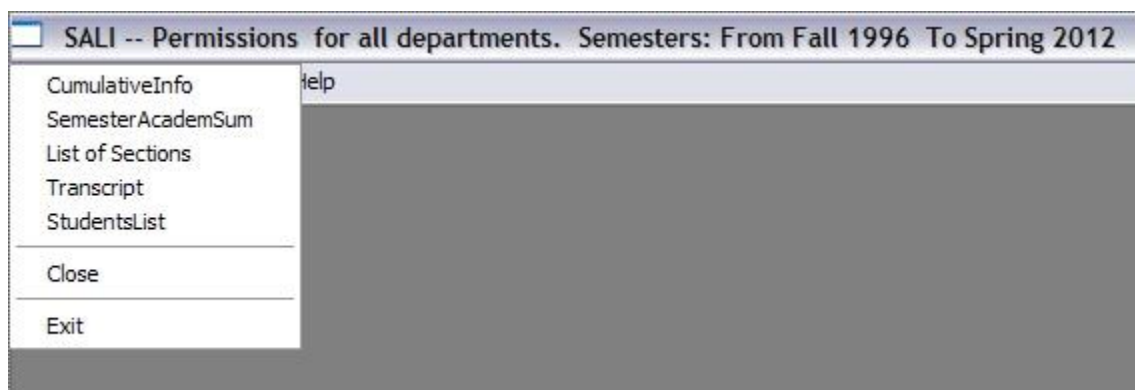 SALI -- Permissions  for all departments.  Semesters: From Fall 1996  To Spring 2012
Help
CumulativeInfo
SemesterAcademSum
List of Sections
Transcript
StudentsList
Close
Exit